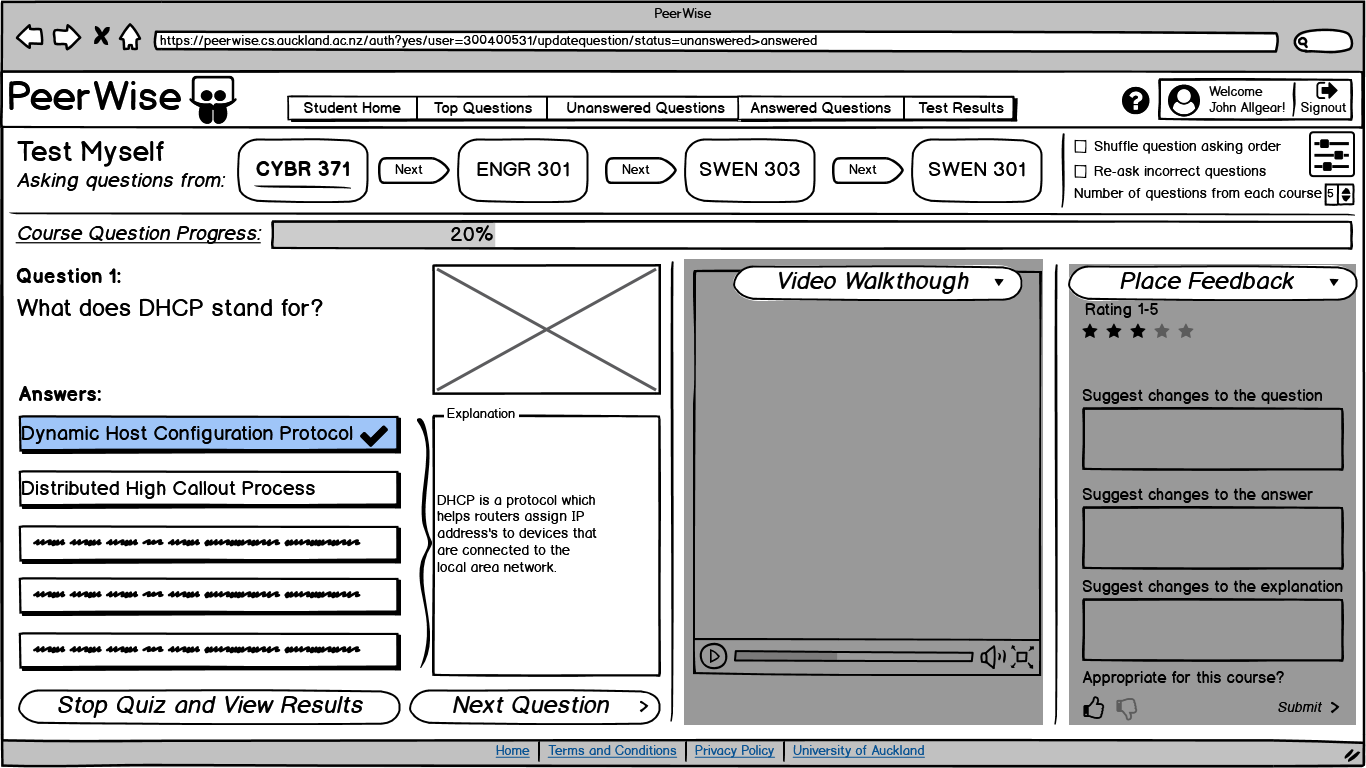 PeerWise
https://peerwise.cs.auckland.ac.nz/auth?yes/user=300400531/updatequestion/status=unanswered>answered
PeerWise
Student Home
Top Questions
Unanswered Questions
Answered Questions
Test Results
?
Welcome
John Allgear!
Signout
Test Myself
Asking questions from:
CYBR 371
Next
ENGR 301
Next
SWEN 303
Next
SWEN 301
Shuffle question asking order
Re-ask incorrect questions
Number of questions from each course 5
Course Question Progress:
20%
Question 1:
What does DHCP stand for?
Answers:
Dynamic Host Configuration Protocol
Distributed High Callout Process
Explanation
DHCP is a protocol which
helps routers assign IP
address's to devices that
are connected to the
local area network.
Stop Quiz and View Results
Next Question >
Video Walkthough
Place Feedback
Rating 1-5
Suggest changes to the question
Suggest changes to the answer
Suggest changes to the explanation
Appropriate for this course?
Submit >
Home
Terms and Conditions
Privacy Policy
University of Auckland